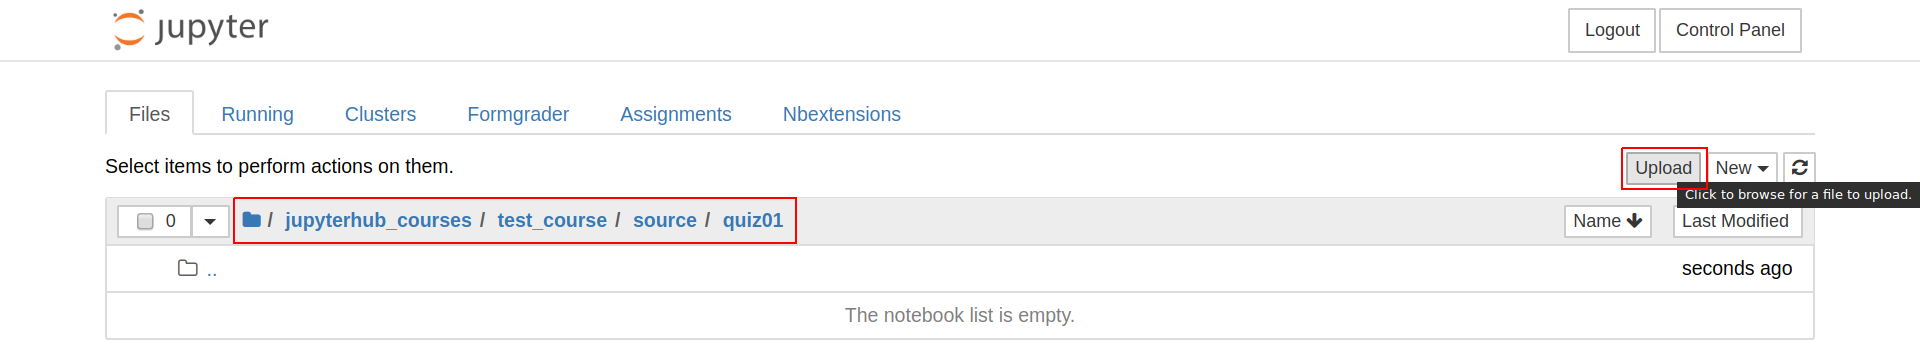 jupyter Logout Control Panel
Files Running Clusters Formgrader Assignments Nbextensions
Select items to perform actions on them. Upload New
Click to browse for a file to upload.
0 / jupyterhub_courses / test_course / source / quiz01 Name Last Modified
.. seconds ago
The notebook list is empty.